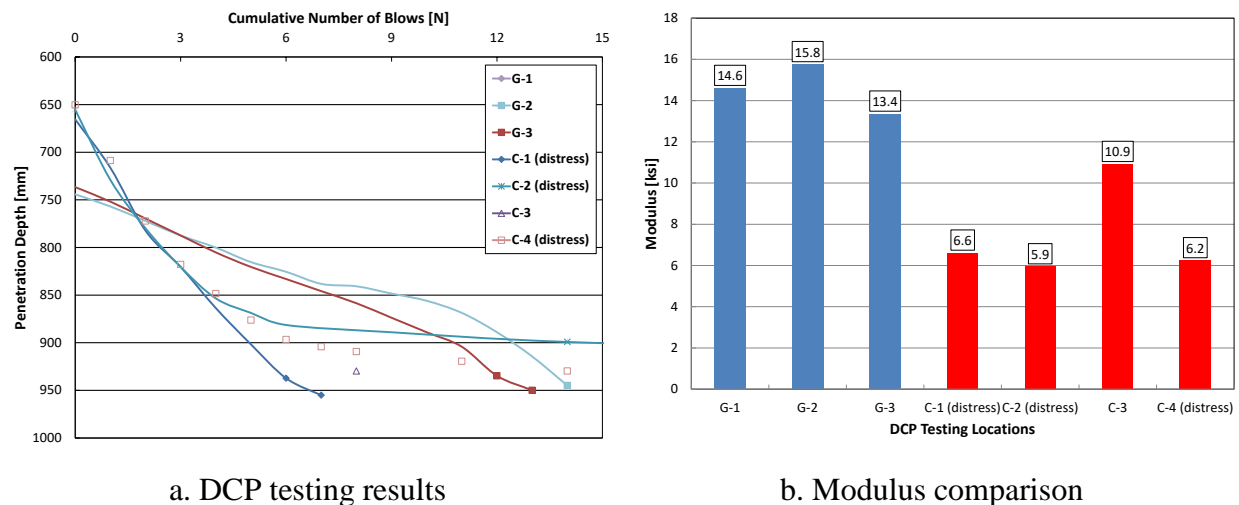 Cumulative Number of Blows [N]
0 3 6 9 12 15
600
650
700
750
800
850
900
950
1000
Penetration Depth [mm]
G-1
G-2
G-3
C-1 (distress)
C-2 (distress)
C-3
C-4 (distress)
a. DCP testing results
18
16
14
12
10
8
6
4
2
0
Modulus [ksi]
14.6
15.8
13.4
6.6
5.9
10.9
6.2
G-1 G-2 G-3 C-1 (distress) C-2 (distress) C-3 C-4 (distress)
DCP Testing Locations
b. Modulus comparison